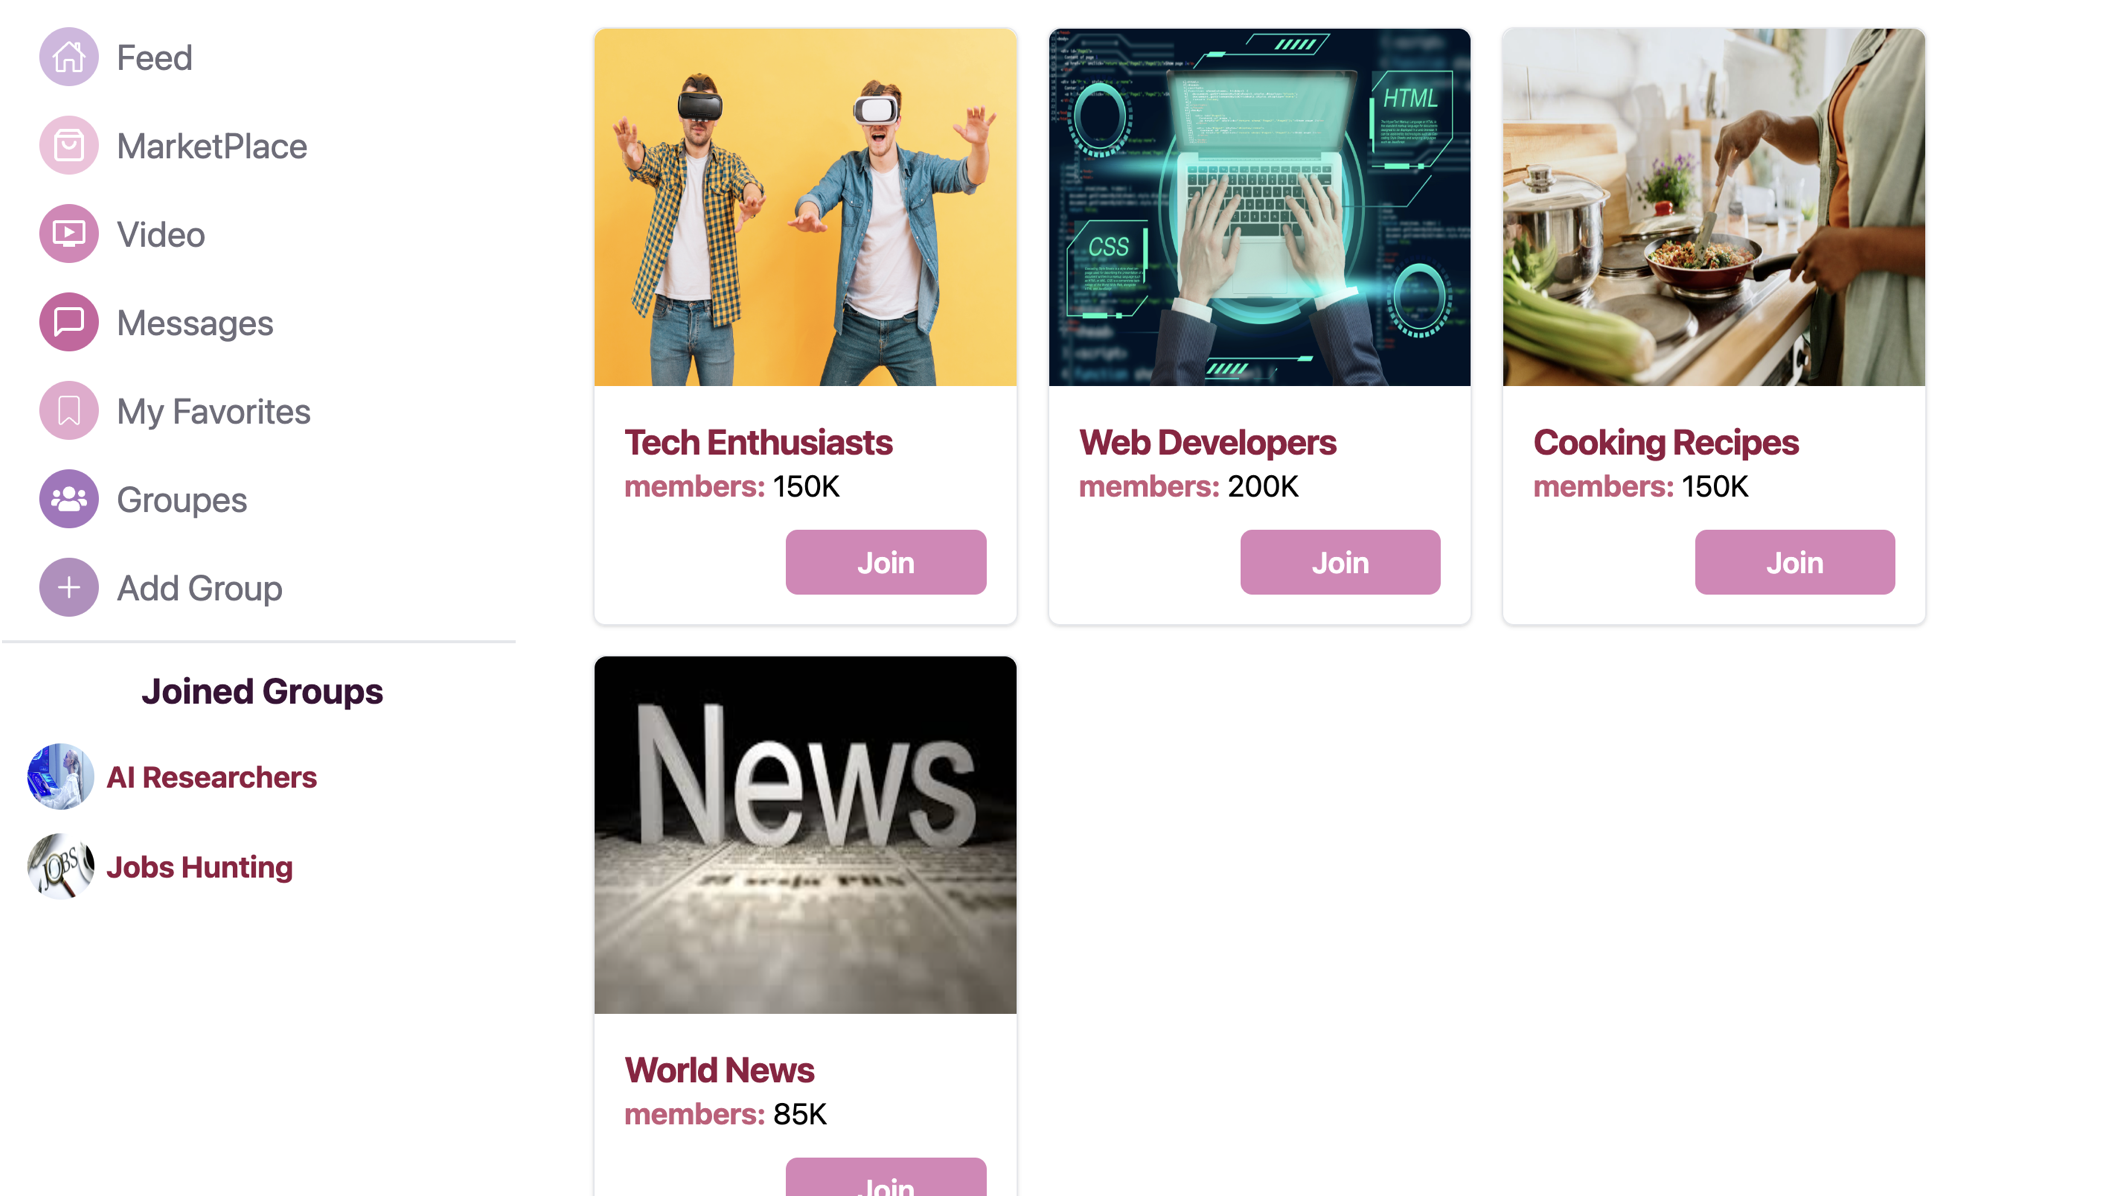 Feed
MarketPlace
Video
Messages
My Favorites
Groupes
Add Group
Joined Groups
AI Researchers
JOBS
Jobs Hunting
HTML
CSS
Tech Enthusiasts
members: 150K
Join
Web Developers
members: 200K
Join
Cooking Recipes
members: 150K
Join
News
World News
members: 85K
Join